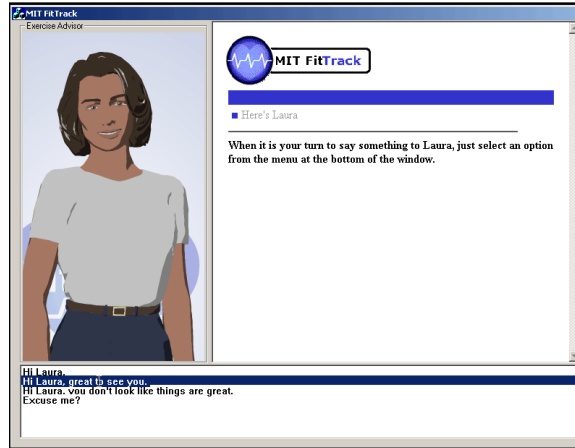 MIT FitTrack
Exercise Advisor
MIT FitTrack
Here's Laura
When it is your turn to say something to Laura, just select an option
from the menu at the bottom of the window.
Hi Laura.
Hi Laura, great to see you.
Hi Laura. you don't look like things are great.
Excuse me?